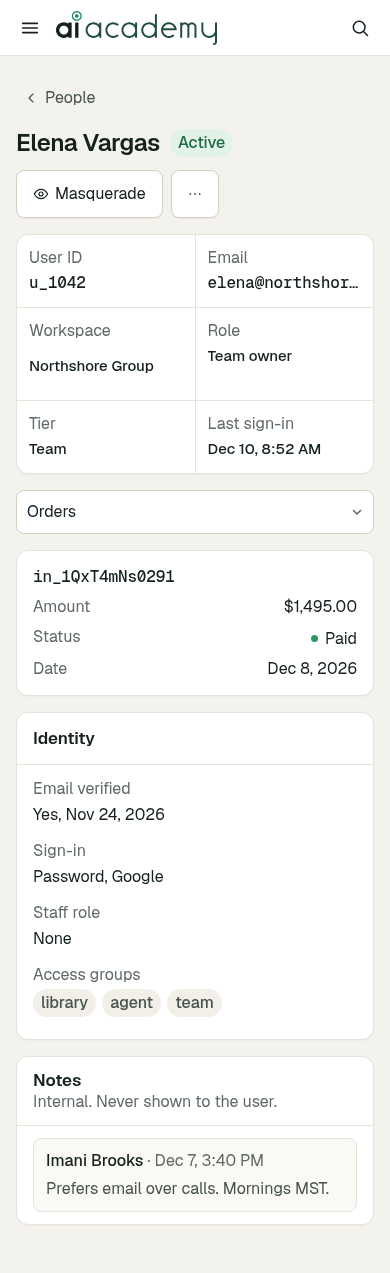 ai academy
People
Elena Vargas Active
Masquerade ...
User ID
u_1042
Email
elena@northshor…
Workspace
Northshore Group
Role
Team owner
Tier
Team
Last sign-in
Dec 10, 8:52 AM
Orders
in_1QxT4mNs0291
Amount $1,495.00
Status Paid
Date Dec 8, 2026
Identity
Email verified
Yes, Nov 24, 2026
Sign-in
Password, Google
Staff role
None
Access groups
library agent team
Notes
Internal. Never shown to the user.
Imani Brooks · Dec 7, 3:40 PM
Prefers email over calls. Mornings MST.